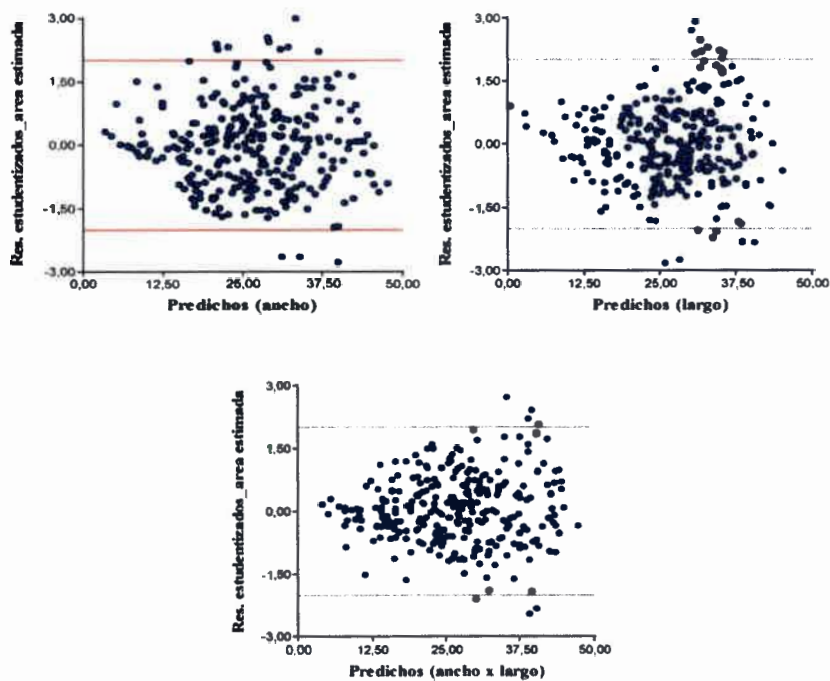 Res. estudentizados_area estimada
3,00
1,50
0,00
-1,50
-3,00
0,00 12,50 25,00 37,50 50,00
Predichos (ancho)
Res. estudentizados_area estimada
3,00
1,50
0,00
-1,50
-3,00
0,00 12,50 25,00 37,50 50,00
Predichos (largo)
Res. estudentizados_area estimada
3,00
1,50
0,00
-1,50
-3,00
0,00 12,50 25,00 37,50 50,00
Predichos (ancho x largo)